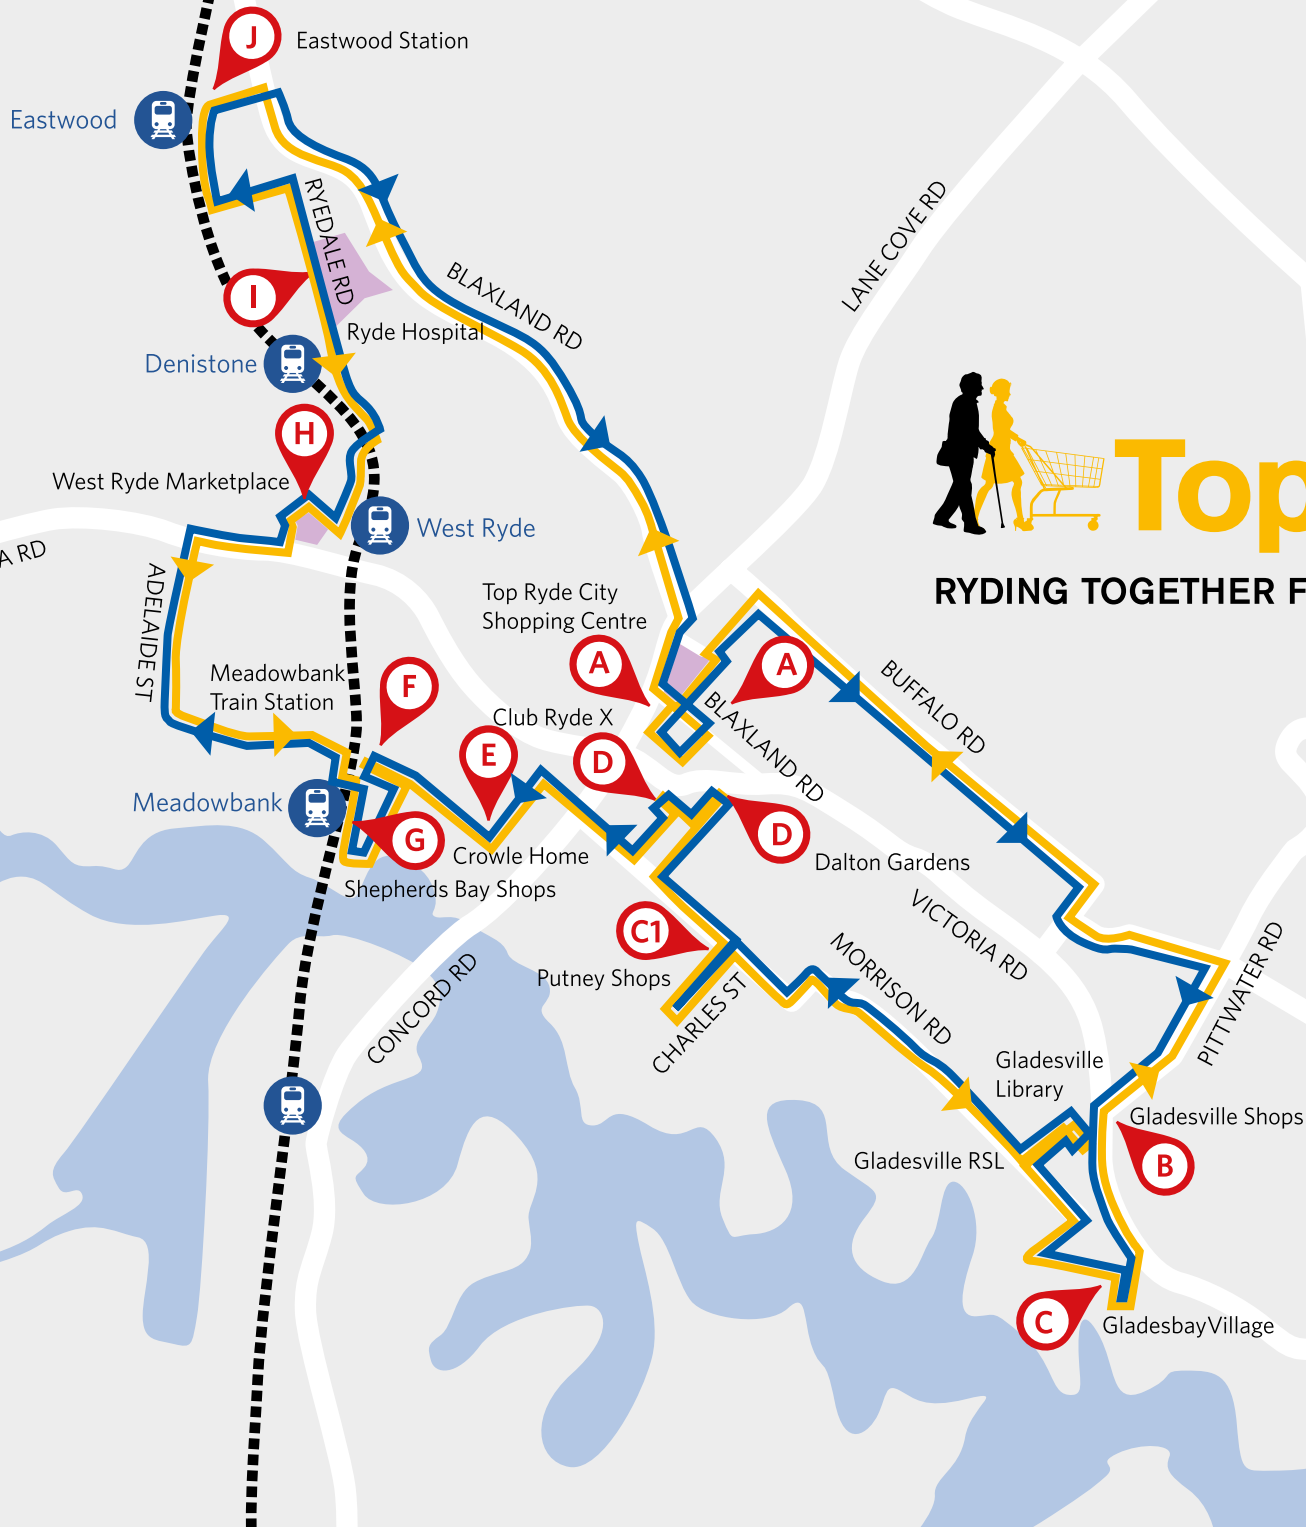 J
Eastwood Station
Eastwood
RYEDALE RD
LANE COVE RD
BLAXLAND RD
I
Ryde Hospital
Denistone
H
West Ryde Marketplace
West Ryde
A RD
Top
RYDING TOGETHER F
ADELAIDE ST
Top Ryde City
Shopping Centre
A
A
Meadowbank
Train Station
F
BUFFALO RD
BLAXLAND RD
Club Ryde X
E
D
Meadowbank
G
D
Crowle Home
Dalton Gardens
Shepherds Bay Shops
VICTORIA RD
C1
PITTWATER RD
Putney Shops
MORRISON RD
CONCORD RD
CHARLES ST
Gladesville
Library
Gladesville Shops
Gladesville RSL
B
C
GladesbayVillage